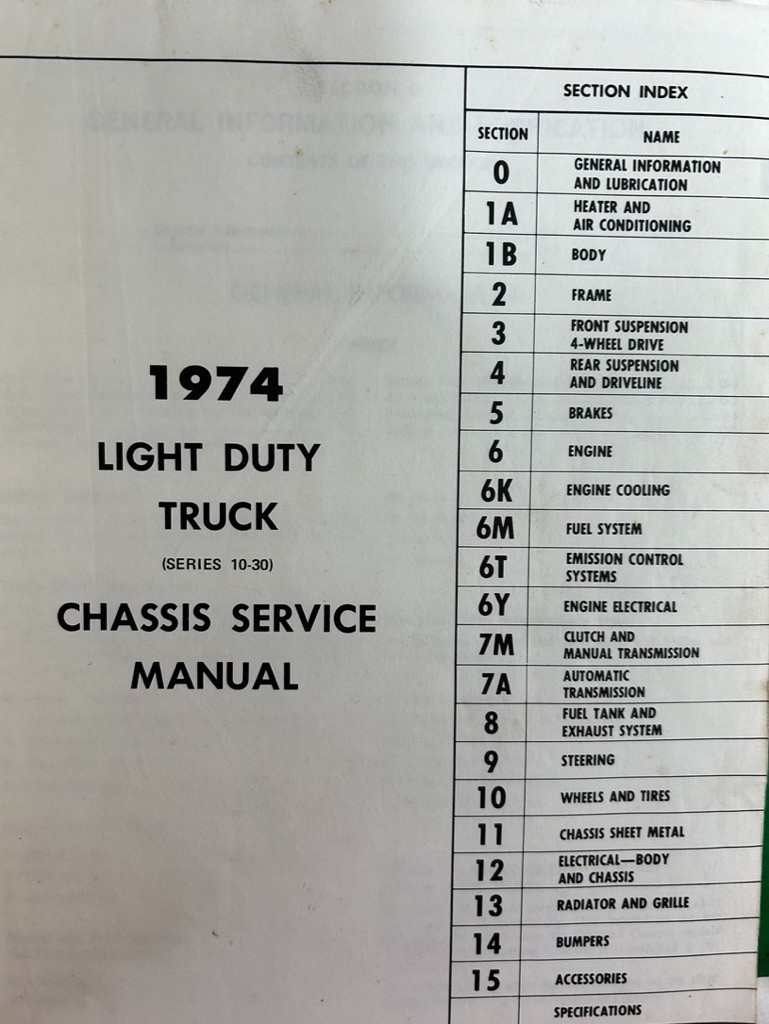 1974
LIGHT DUTY
TRUCK
(SERIES 10-30)
CHASSIS SERVICE
MANUAL
SECTION INDEX
SECTION NAME
0 GENERAL INFORMATION
AND LUBRICATION
1A HEATER AND
AIR CONDITIONING
1B BODY
2 FRAME
3 FRONT SUSPENSION
4-WHEEL DRIVE
4 REAR SUSPENSION
AND DRIVELINE
5 BRAKES
6 ENGINE
6K ENGINE COOLING
6M FUEL SYSTEM
6T EMISSION CONTROL
SYSTEMS
6Y ENGINE ELECTRICAL
7M CLUTCH AND
MANUAL TRANSMISSION
7A AUTOMATIC
TRANSMISSION
8 FUEL TANK AND
EXHAUST SYSTEM
9 STEERING
10 WHEELS AND TIRES
11 CHASSIS SHEET METAL
12 ELECTRICAL—BODY
AND CHASSIS
13 RADIATOR AND GRILLE
14 BUMPERS
15 ACCESSORIES
SPECIFICATIONS